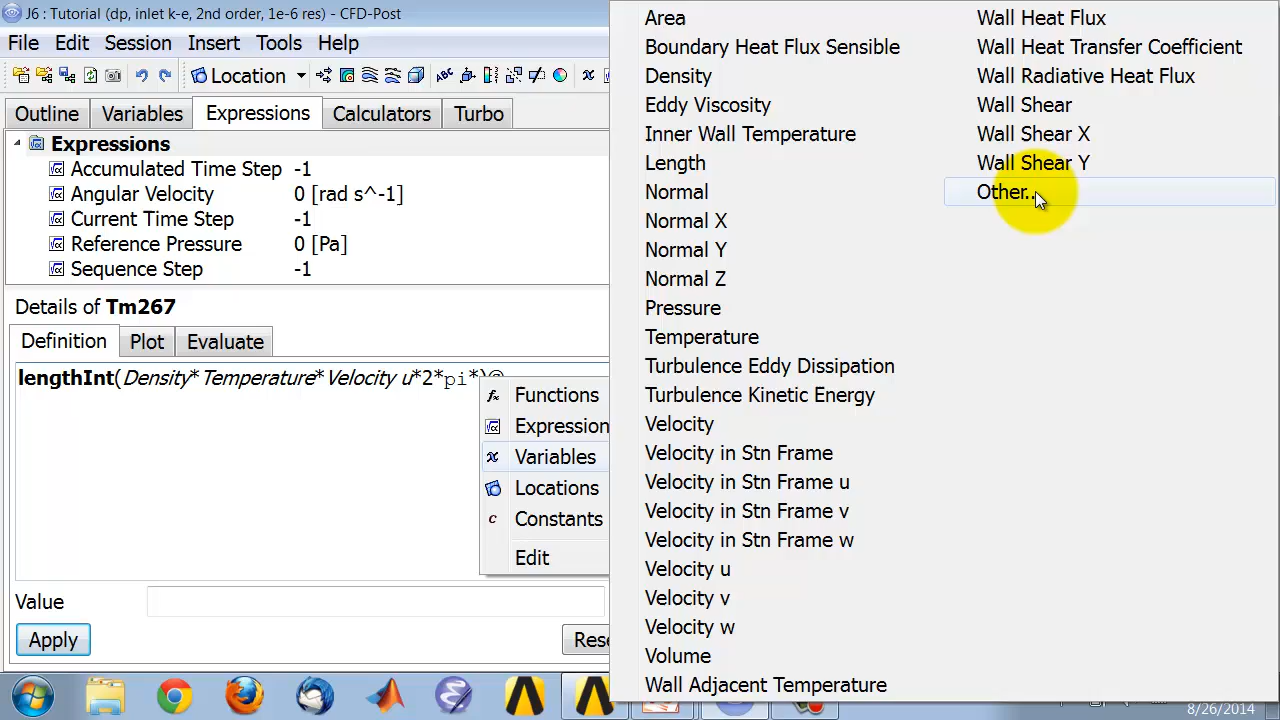 J6 : Tutorial (dp, inlet k-e, 2nd order, 1e-6 res) - CFD-Post
File Edit Session Insert Tools Help
Location
Outline Variables Expressions Calculators Turbo
Expressions
Accumulated Time Step -1
Angular Velocity 0 [rad s^-1]
Current Time Step -1
Reference Pressure 0 [Pa]
Sequence Step -1
Details of Tm267
Definition Plot Evaluate
lengthInt(Density*Temperature*Velocity u*2*pi*)@
Functions
Expression
Variables
Locations
Constants
Edit
Value
Apply
Rese
Area
Boundary Heat Flux Sensible
Density
Eddy Viscosity
Inner Wall Temperature
Length
Normal
Normal X
Normal Y
Normal Z
Pressure
Temperature
Turbulence Eddy Dissipation
Turbulence Kinetic Energy
Velocity
Velocity in Stn Frame
Velocity in Stn Frame u
Velocity in Stn Frame v
Velocity in Stn Frame w
Velocity u
Velocity v
Velocity w
Volume
Wall Adjacent Temperature
Wall Heat Flux
Wall Heat Transfer Coefficient
Wall Radiative Heat Flux
Wall Shear
Wall Shear X
Wall Shear Y
Other..
8/26/2014